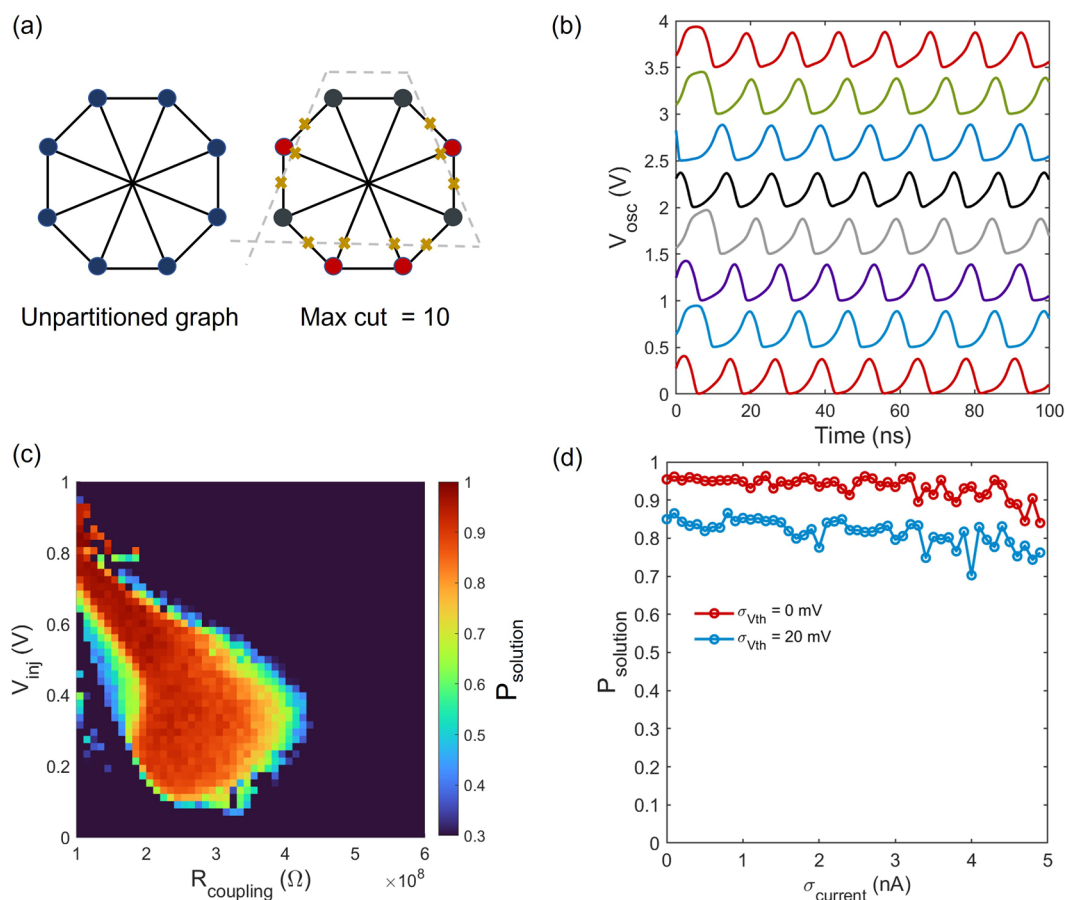 (a)
Unpartitioned graph
Max cut = 10
(b)
V_osc (V)
4
3.5
3
2.5
2
1.5
1
0.5
0
0 20 40 60 80 100
Time (ns)
(c)
V_inj (V)
1
0.8
0.6
0.4
0.2
0
1 2 3 4 5 6
R_coupling (Ω)
×10^8
1
0.9
0.8
0.7
0.6
0.5
0.4
0.3
P_solution
(d)
P_solution
1
0.9
0.8
0.7
0.6
0.5
0.4
0.3
0.2
0.1
0
σ_Vth = 0 mV
σ_Vth = 20 mV
0 1 2 3 4 5
σ_current (nA)